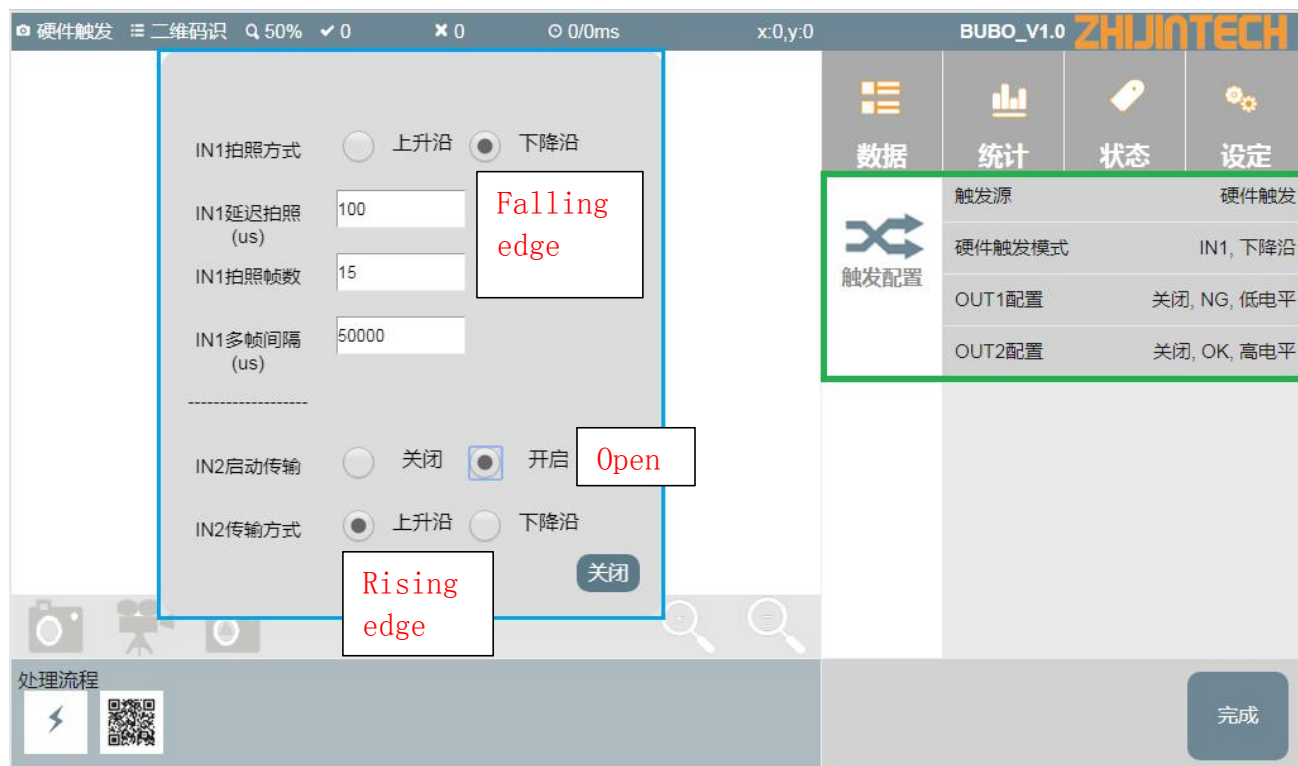 硬件触发 二维码识 50% 0 0 0/0ms x:0,y:0 BUBO_V1.0 ZHIJINTECH
IN1拍照方式 上升沿 下降沿
Falling
edge
IN1延迟拍照
(us)
100
IN1拍照帧数 15
IN1多帧间隔
(us)
50000
-------------------
IN2启动传输 关闭 开启 Open
IN2传输方式 上升沿 下降沿
Rising
edge
关闭
数据 统计 状态 设定
触发配置
触发源 硬件触发
硬件触发模式 IN1, 下降沿
OUT1配置 关闭, NG, 低电平
OUT2配置 关闭, OK, 高电平
处理流程
完成